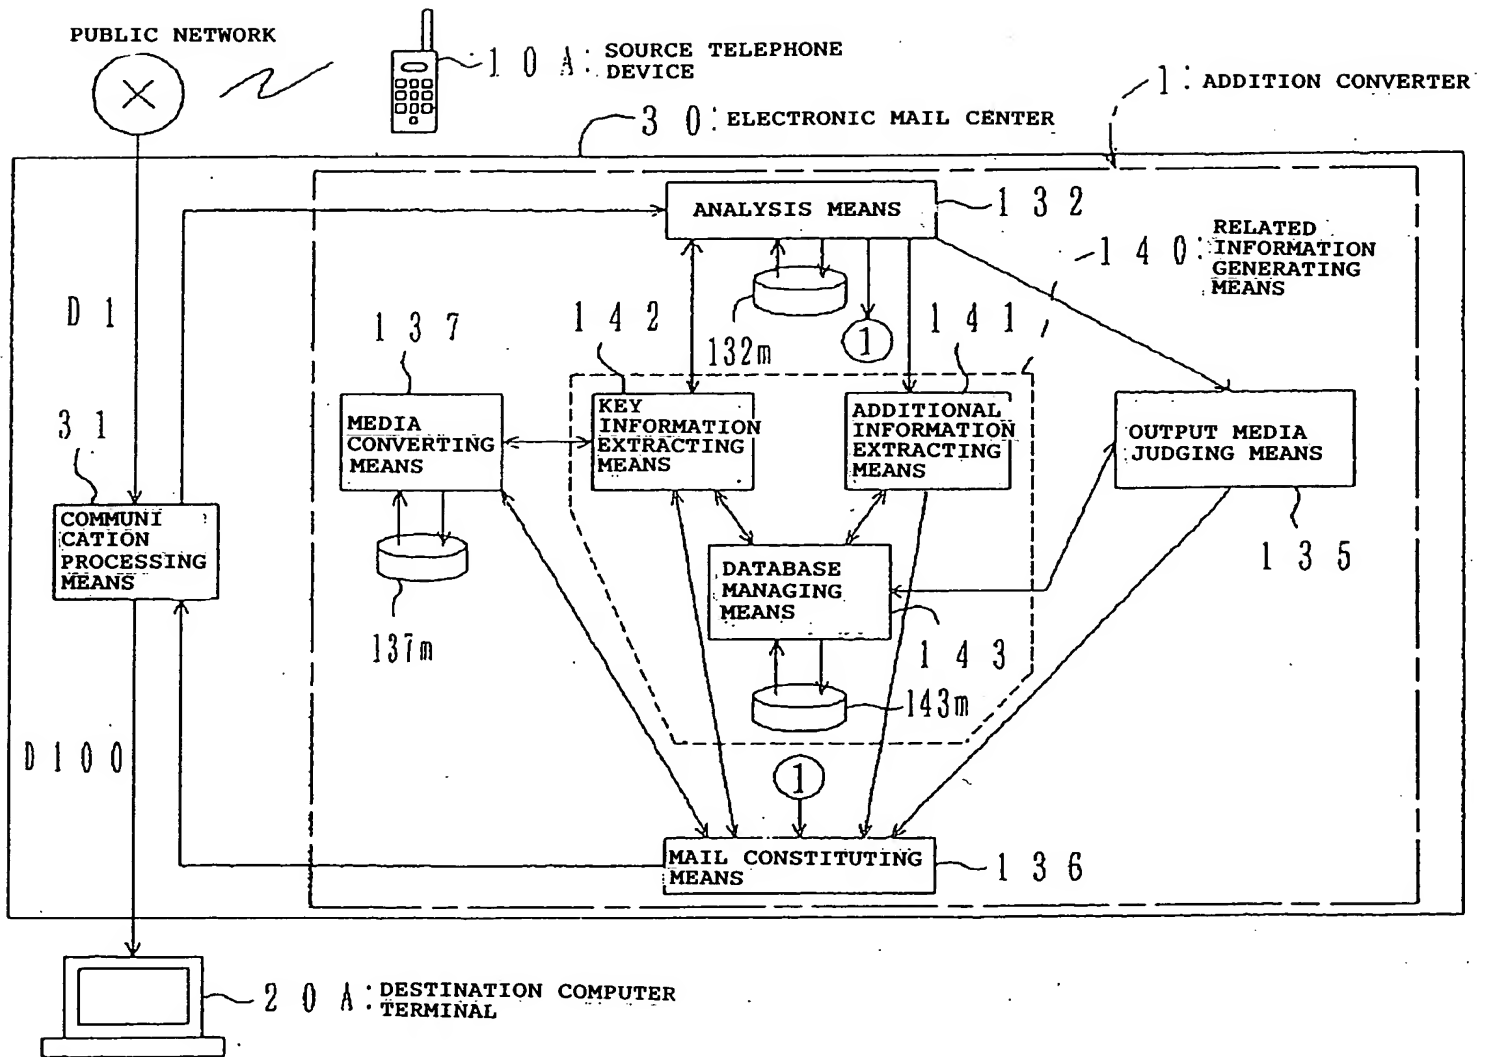 PUBLIC NETWORK
10A: SOURCE TELEPHONE
DEVICE
1: ADDITION CONVERTER
30: ELECTRONIC MAIL CENTER
ANALYSIS MEANS
132
140: RELATED
INFORMATION
GENERATING
MEANS
D1
137
142
132m
1
141
31
MEDIA
CONVERTING
MEANS
KEY
INFORMATION
EXTRACTING
MEANS
ADDITIONAL
INFORMATION
EXTRACTING
MEANS
OUTPUT MEDIA
JUDGING MEANS
COMMUNI
CATION
PROCESSING
MEANS
135
DATABASE
MANAGING
MEANS
137m
143
143m
D100
1
MAIL CONSTITUTING
MEANS
136
20A: DESTINATION COMPUTER
TERMINAL